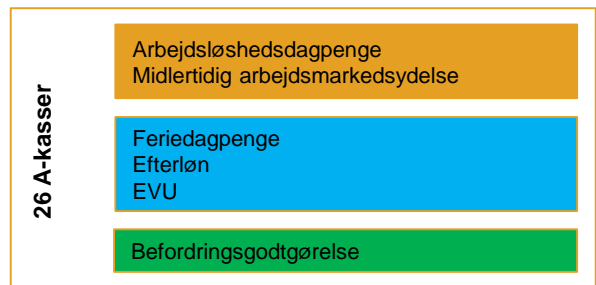 26 A-kasser
Arbejdsløshedsdagpenge
Midlertidig arbejdsmarkedsydelse
Feriedagpenge
Efterløn
EVU
Befordringsgodtgørelse